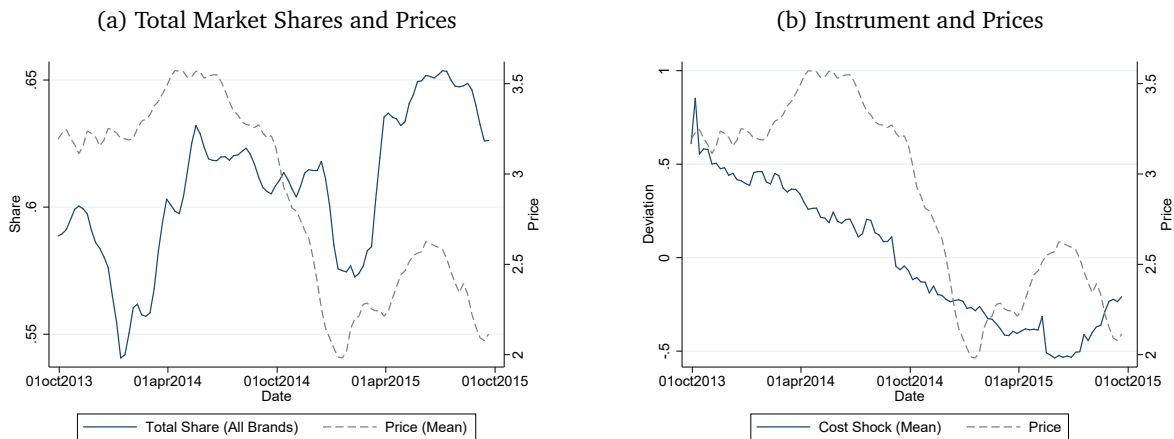 (a) Total Market Shares and Prices
.65
.6
.55
Share
3.5
3
2.5
2
Price
01oct2013 01apr2014 01oct2014 01apr2015 01oct2015
Date
Total Share (All Brands) Price (Mean)
(b) Instrument and Prices
1
.5
0
-.5
Deviation
3.5
3
2.5
2
Price
01oct2013 01apr2014 01oct2014 01apr2015 01oct2015
Date
Cost Shock (Mean) Price